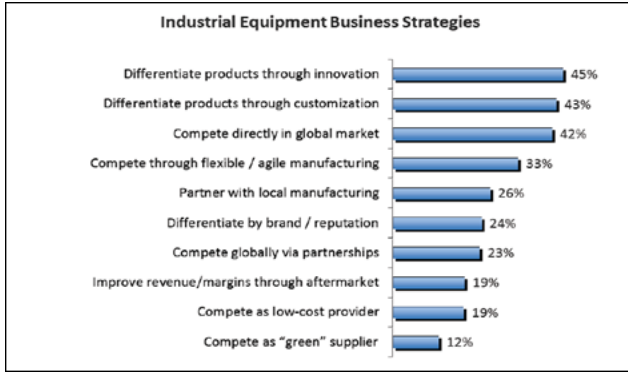 Industrial Equipment Business Strategies
Differentiate products through innovation 45%
Differentiate products through customization 43%
Compete directly in global market 42%
Compete through flexible / agile manufacturing 33%
Partner with local manufacturing 26%
Differentiate by brand / reputation 24%
Compete globally via partnerships 23%
Improve revenue/margins through aftermarket 19%
Compete as low-cost provider 19%
Compete as “green” supplier 12%